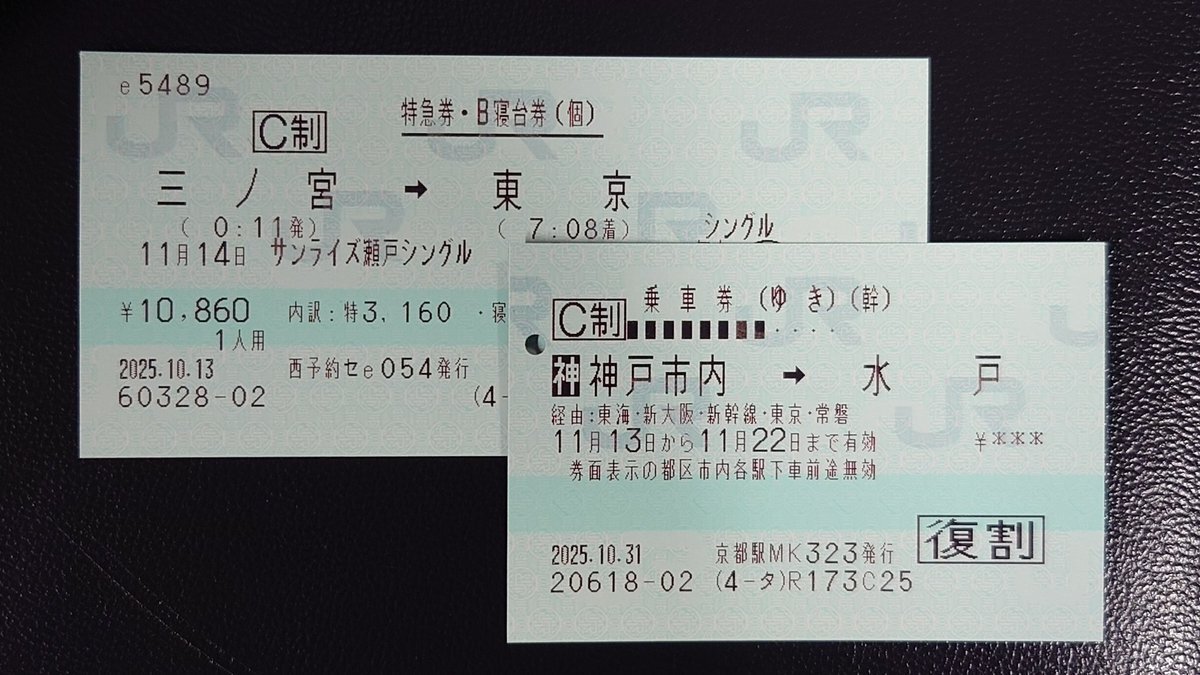 e5489
特急券・B寝台券(個)
C制
三ノ宮 → 東京
(0:11発) (7:08着) シングル
11月14日 サンライズ瀬戸シングル
¥10,860 内訳:特3,160・寝
1人用
2025.10.13 西予約セe054発行
60328-02 (4-
乗車券(ゆき)(幹)
C制
神 神戸市内 → 水戸
経由:東海・新大阪・新幹線・東京・常磐
11月13日から11月22日まで有効 ¥***
券面表示の都区市内各駅下車前途無効
復割
2025.10.31 京都駅MK323発行
20618-02 (4-タ)R173C25
JR